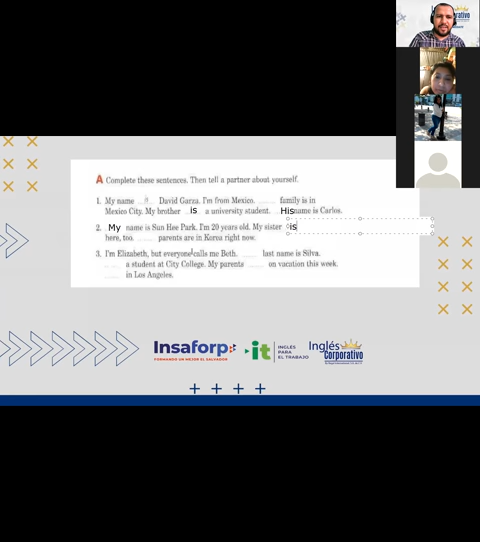 Inglés
Corporativo
A Complete these sentences. Then tell a partner about yourself.
1. My name is David Garza. I'm from Mexico. family is in
Mexico City. My brother is a university student. His name is Carlos.
2. My name is Sun Hee Park. I'm 20 years old. My sister is
here, too. parents are in Korea right now.
3. I'm Elizabeth, but everyone calls me Beth. last name is Silva.
a student at City College. My parents on vacation this week.
in Los Angeles.
Insaforp
FORMANDO UN MEJOR EL SALVADOR
it
INGLÉS
PARA
EL TRABAJO
Inglés
Corporativo